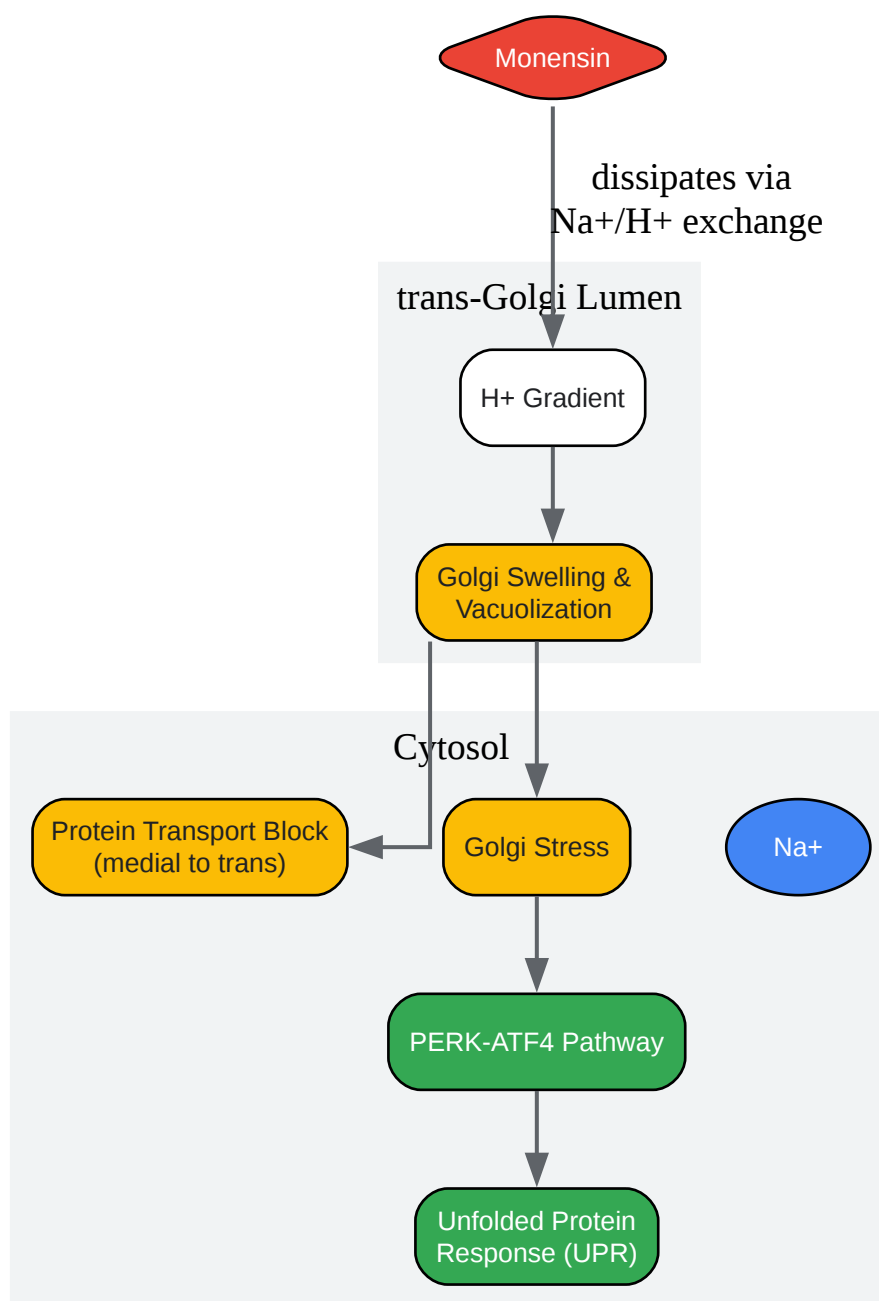 Monensin
dissipates via
Na+/H+ exchange
trans-Golgi Lumen
H+ Gradient
Golgi Swelling &
Vacuolization
Cytosol
Protein Transport Block
(medial to trans)
Golgi Stress
Na+
PERK-ATF4 Pathway
Unfolded Protein
Response (UPR)